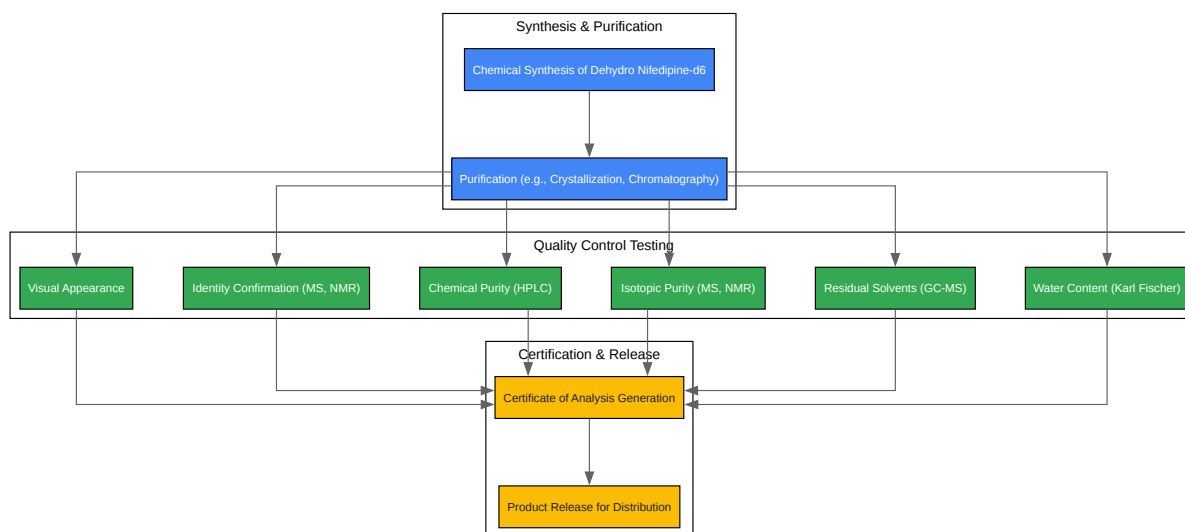 Synthesis & Purification
Chemical Synthesis of Dehydro Nifedipine-d6
Purification (e.g., Crystallization, Chromatography)
Quality Control Testing
Visual Appearance
Identity Confirmation (MS, NMR)
Chemical Purity (HPLC)
Isotopic Purity (MS, NMR)
Residual Solvents (GC-MS)
Water Content (Karl Fischer)
Certification & Release
Certificate of Analysis Generation
Product Release for Distribution